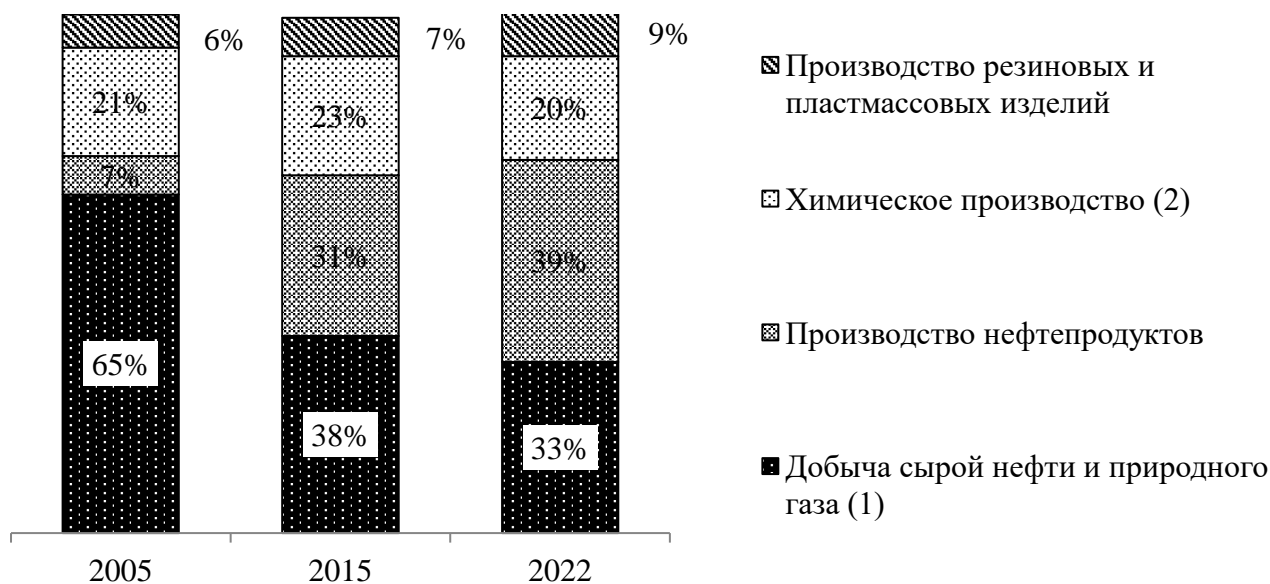 6%
7%
9%
21%
23%
20%
7%
31%
39%
65%
38%
33%
2005
2015
2022
Производство резиновых и
пластмассовых изделий
Химическое производство (2)
Производство нефтепродуктов
Добыча сырой нефти и природного
газа (1)